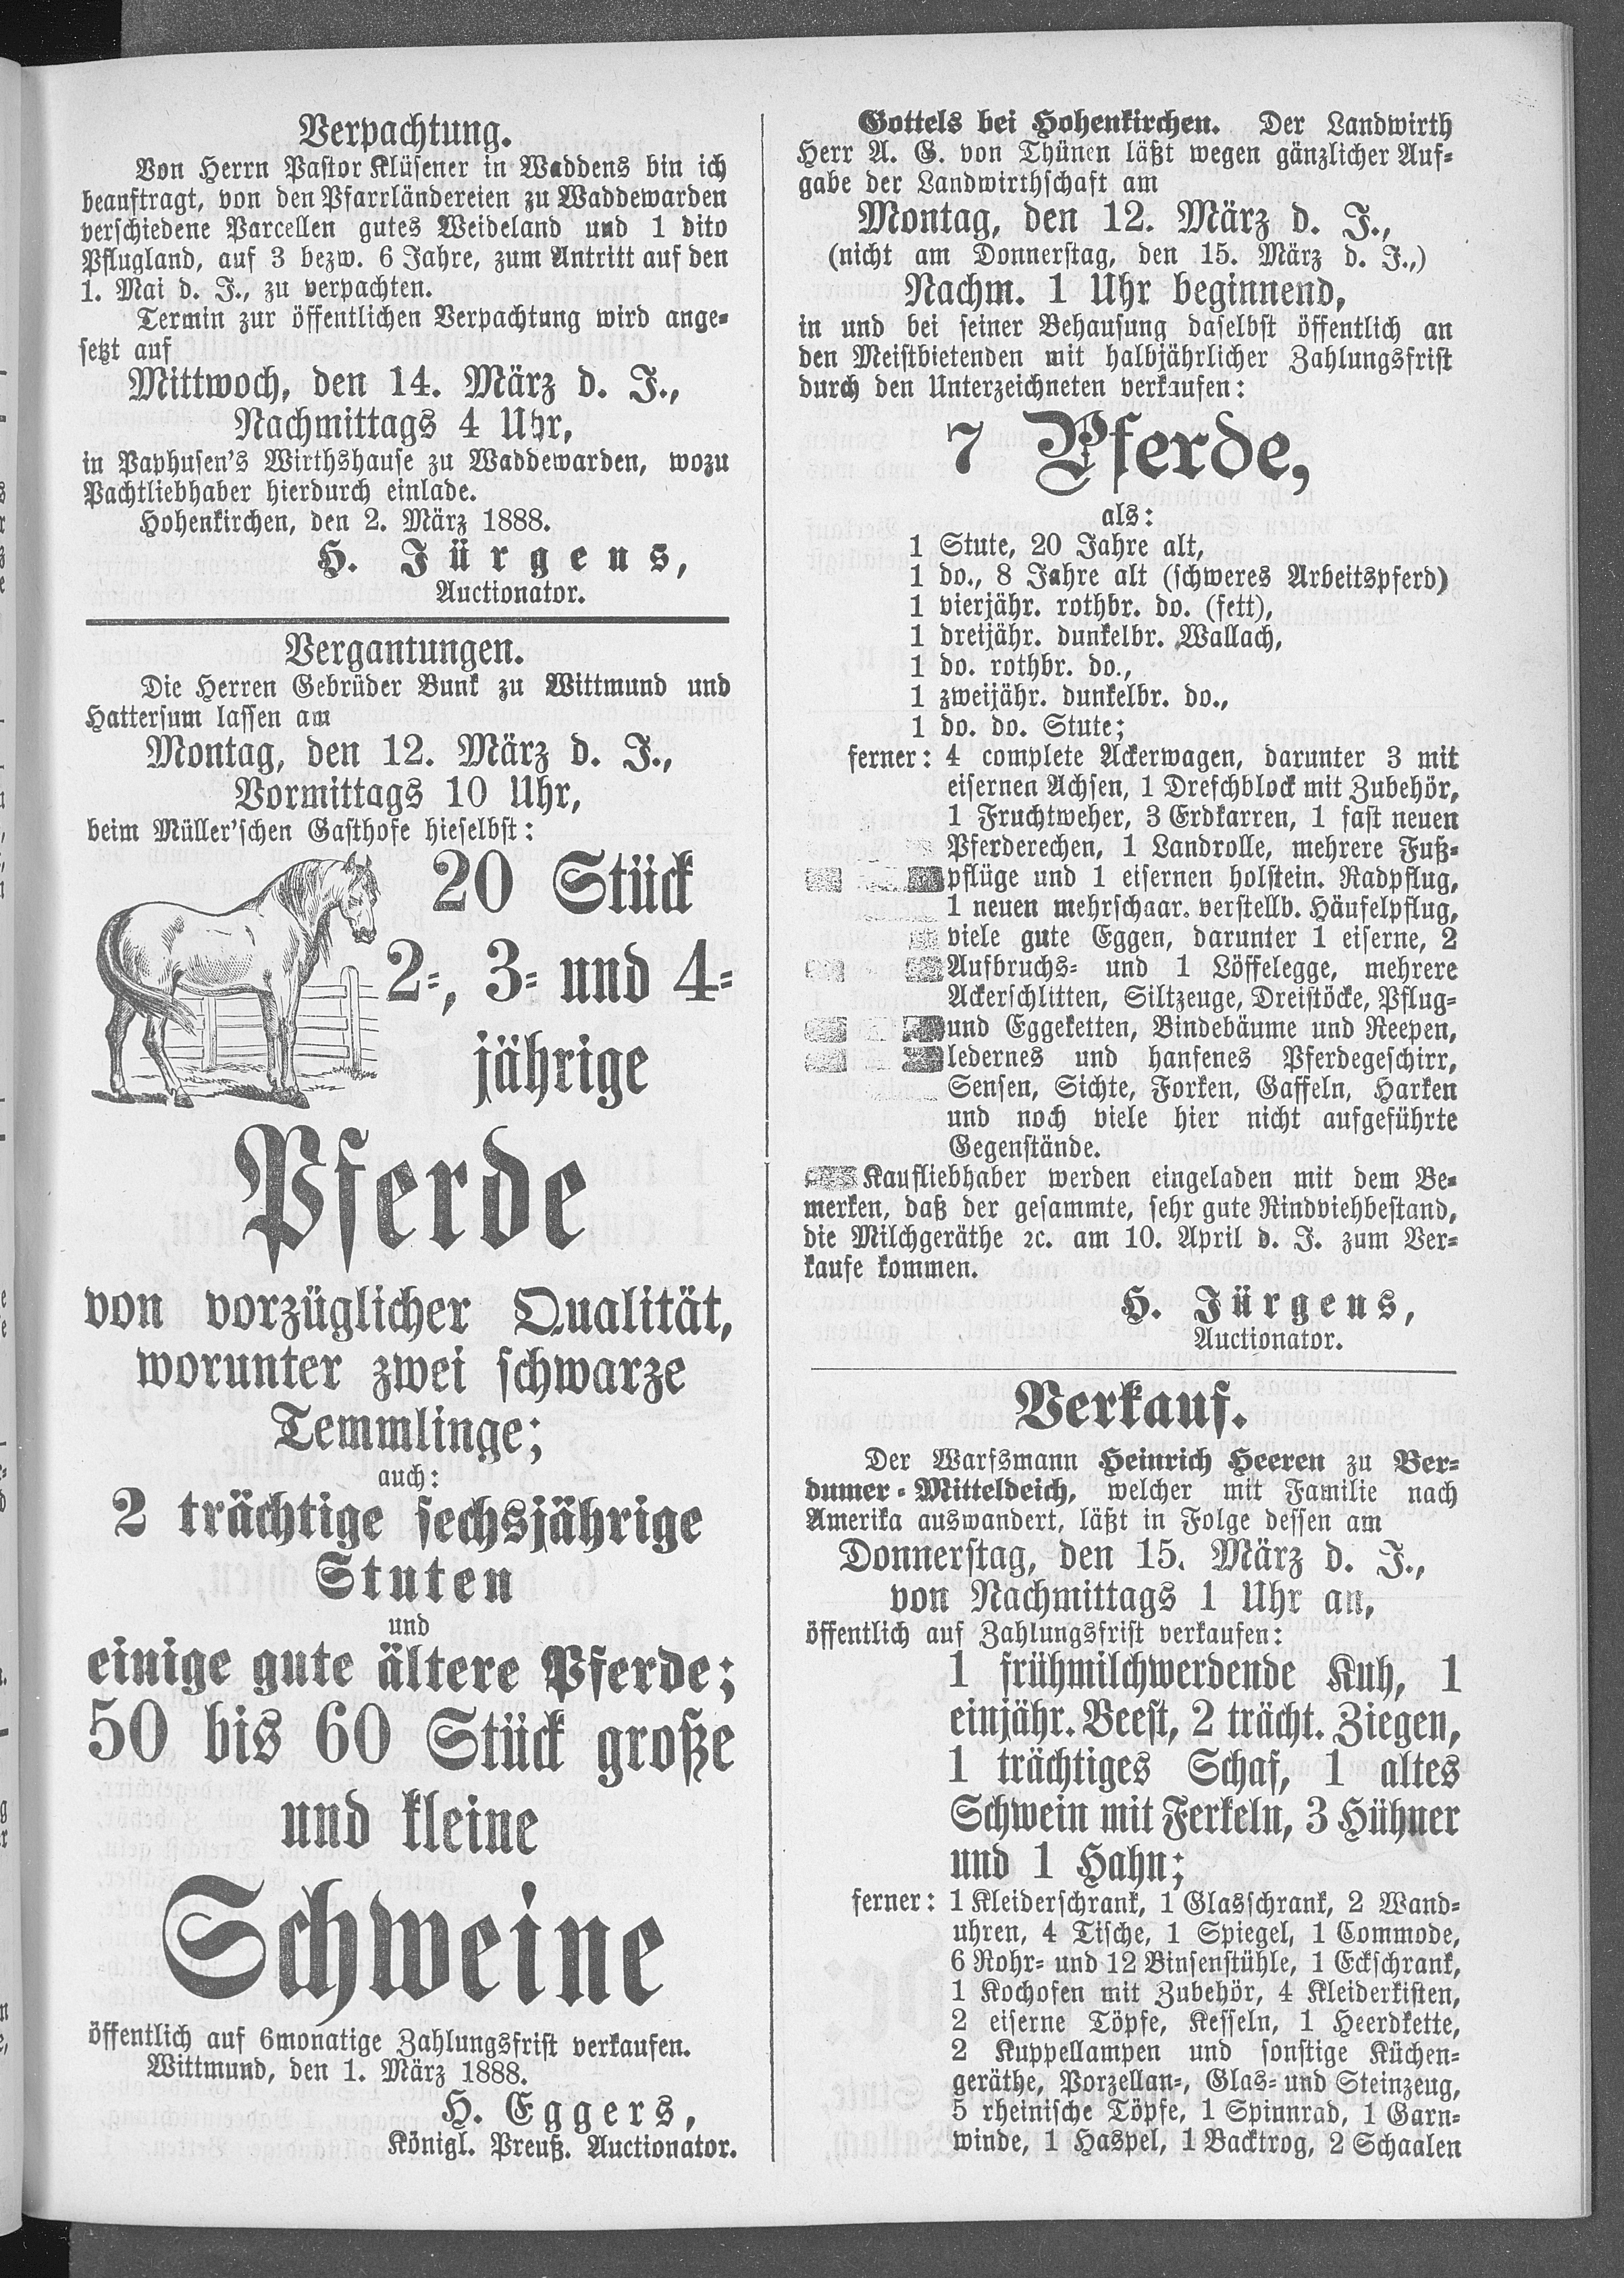 Verpachtung.
Von Herrn Pastor Klüsener in Waddens bin ich
beauftragt, von den Pfarrländereien zu Waddewarden
verschiedene Parcellen gutes Weideland und 1 dito
Pflugland, auf 3 bezw. 6 Jahre, zum Antritt auf den
1. Mai d. J., zu verpachten.
Termin zur öffentlichen Verpachtung wird ange-
setzt auf
Mittwoch, den 14. März d. J.,
Nachmittags 4 Uhr,
in Paphusen's Wirthshause zu Waddewarden, wozu
Pachtliebhaber hierdurch einlade.
Hohenkirchen, den 2. März 1888.
H. Jürgens,
Auctionator.
Vergantungen.
Die Herren Gebrüder Bunk zu Wittmund und
Hattersum lassen am
Montag, den 12. März d. J.,
Vormittags 10 Uhr,
beim Müller'schen Gasthofe hieselbst:
20 Stück
2-, 3- und 4-
jährige
Pferde
von vorzüglicher Qualität,
worunter zwei schwarze
Temmlinge;
auch:
2 trächtige sechsjährige
Stuten
und
einige gute ältere Pferde;
50 bis 60 Stück große
und kleine
Schweine
öffentlich auf 6monatige Zahlungsfrist verkaufen.
Wittmund, den 1. März 1888.
H. Eggers,
Königl. Preuß. Auctionator.
Gottels bei Hohenkirchen. Der Landwirth
Herr A. G. von Thünen läßt wegen gänzlicher Auf-
gabe der Landwirthschaft am
Montag, den 12. März d. J.,
(nicht am Donnerstag, den 15. März d. J.,)
Nachm. 1 Uhr beginnend,
in und bei seiner Behausung daselbst öffentlich an
den Meistbietenden mit halbjährlicher Zahlungsfrist
durch den Unterzeichneten verkaufen:
7 Pferde,
als:
1 Stute, 20 Jahre alt,
1 do., 8 Jahre alt (schweres Arbeitspferd)
1 vierjähr. rothbr. do. (fett),
1 dreijähr. dunkelbr. Wallach,
1 do. rothbr. do.,
1 zweijähr. dunkelbr. do.,
1 do. do. Stute;
ferner: 4 complete Ackerwagen, darunter 3 mit
eisernen Achsen, 1 Dreschblock mit Zubehör,
1 Fruchtweher, 3 Erdkarren, 1 fast neuen
Pferderechen, 1 Landrolle, mehrere Fuß-
pflüge und 1 eisernen holstein. Radpflug,
1 neuen mehrschaar. verstellb. Häufelpflug,
viele gute Eggen, darunter 1 eiserne, 2
Aufbruchs- und 1 Löffelegge, mehrere
Ackerschlitten, Siltzeuge, Dreistöcke, Pflug-
und Eggeketten, Bindebäume und Reepen,
ledernes und hanfenes Pferdegeschirr,
Sensen, Sichte, Forken, Gaffeln, Harken
und noch viele hier nicht aufgeführte
Gegenstände.
Kaufliebhaber werden eingeladen mit dem Be-
merken, daß der gesammte, sehr gute Rindviehbestand,
die Milchgeräthe ꝛc. am 10. April d. J. zum Ver-
kaufe kommen.
H. Jürgens,
Auctionator.
Verkauf.
Der Warfsmann Heinrich Heeren zu Ber-
dumer-Mitteldeich, welcher mit Familie nach
Amerika auswandert, läßt in Folge dessen am
Donnerstag, den 15. März d. J.,
von Nachmittags 1 Uhr an,
öffentlich auf Zahlungsfrist verkaufen:
1 frühmilchwerdende Kuh, 1
einjähr. Beest, 2 trächt. Ziegen,
1 trächtiges Schaf, 1 altes
Schwein mit Ferkeln, 3 Hühner
und 1 Hahn;
ferner: 1 Kleiderschrank, 1 Glasschrank, 2 Wand-
uhren, 4 Tische, 1 Spiegel, 1 Commode,
6 Rohr- und 12 Binsenstühle, 1 Eckschrank,
1 Kochofen mit Zubehör, 4 Kleiderkisten,
2 eiserne Töpfe, Kesseln, 1 Heerdkette,
2 Kuppellampen und sonstige Küchen-
geräthe, Porzellan-, Glas- und Steinzeug,
5 rheinische Töpfe, 1 Spinnrad, 1 Garn-
winde, 1 Haspel, 1 Backtrog, 2 Schaalen